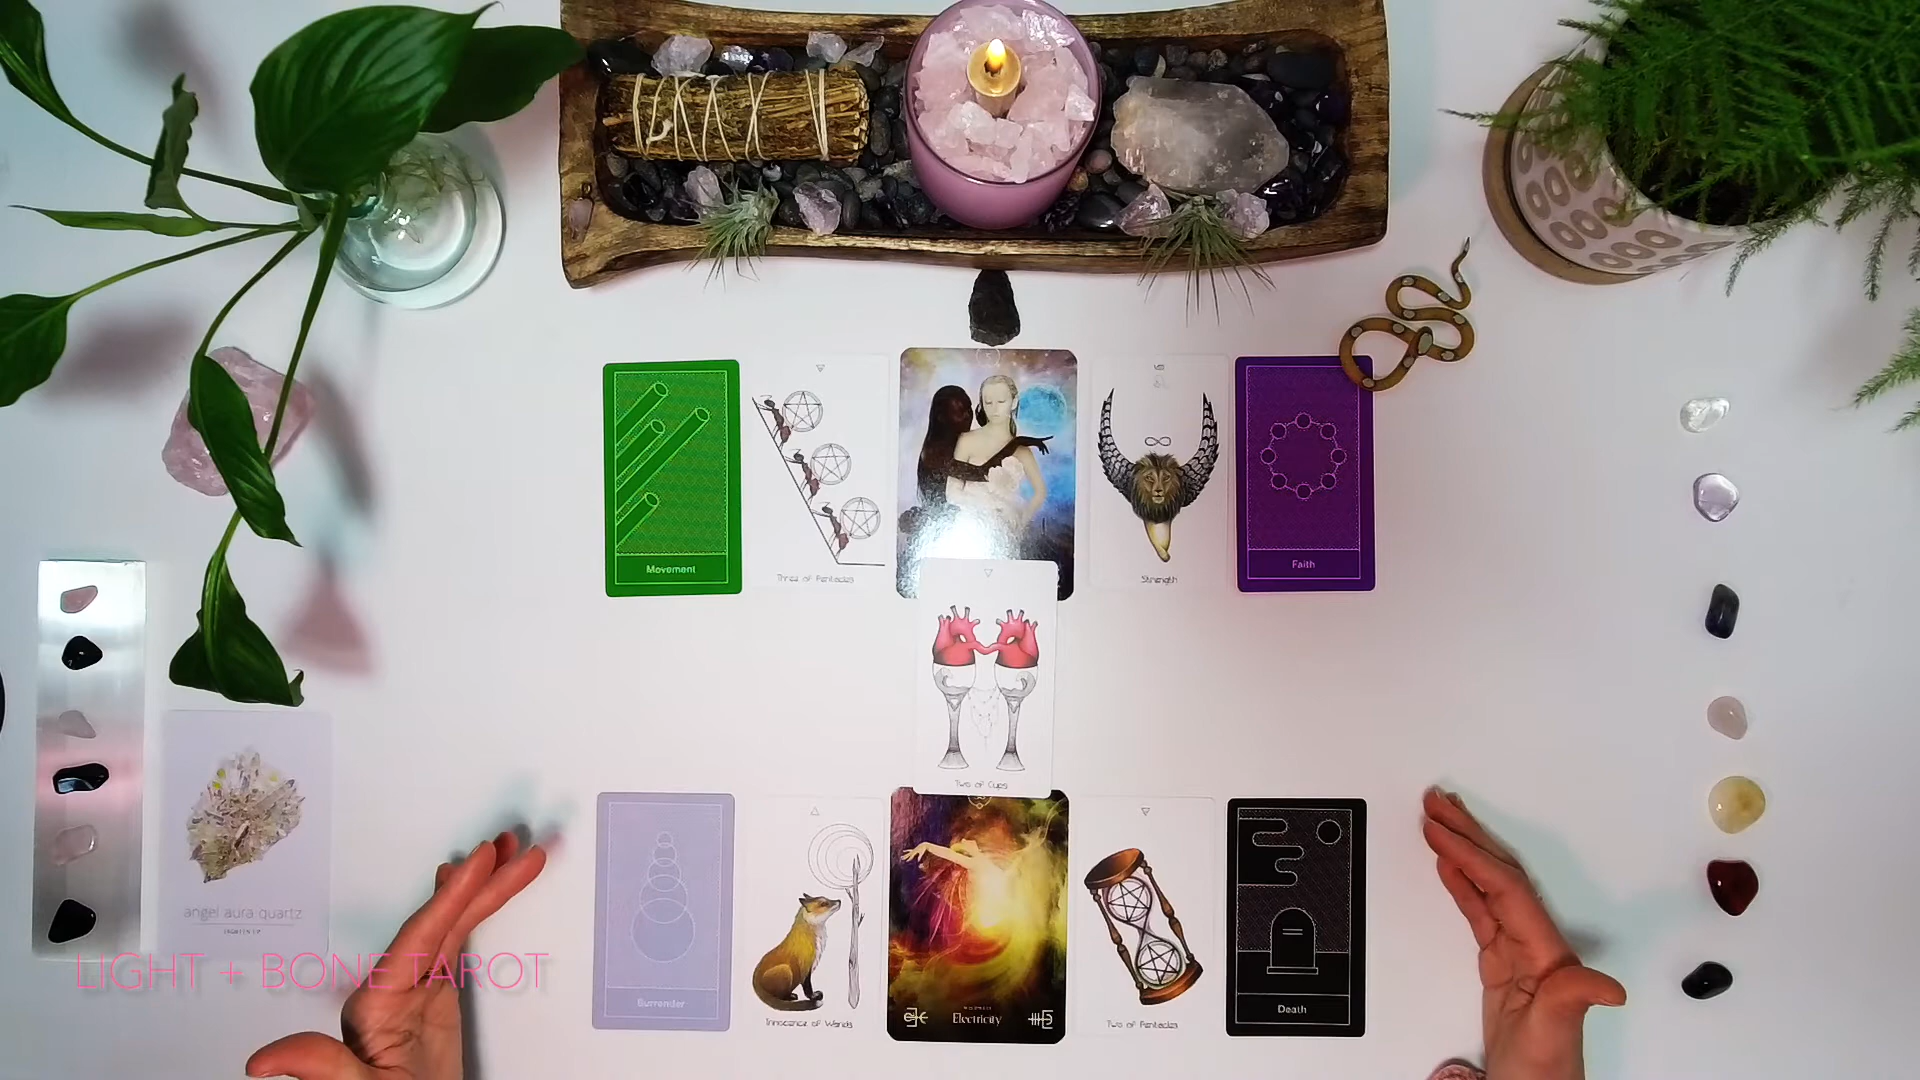 Movement
Three of Pentacles
VIII
Strength
Faith
Two of Cups
angel aura quartz
LIGHT + BONE TAROT
Surrender
Innocence of Wands
Electricity
Two of Pentacles
Death